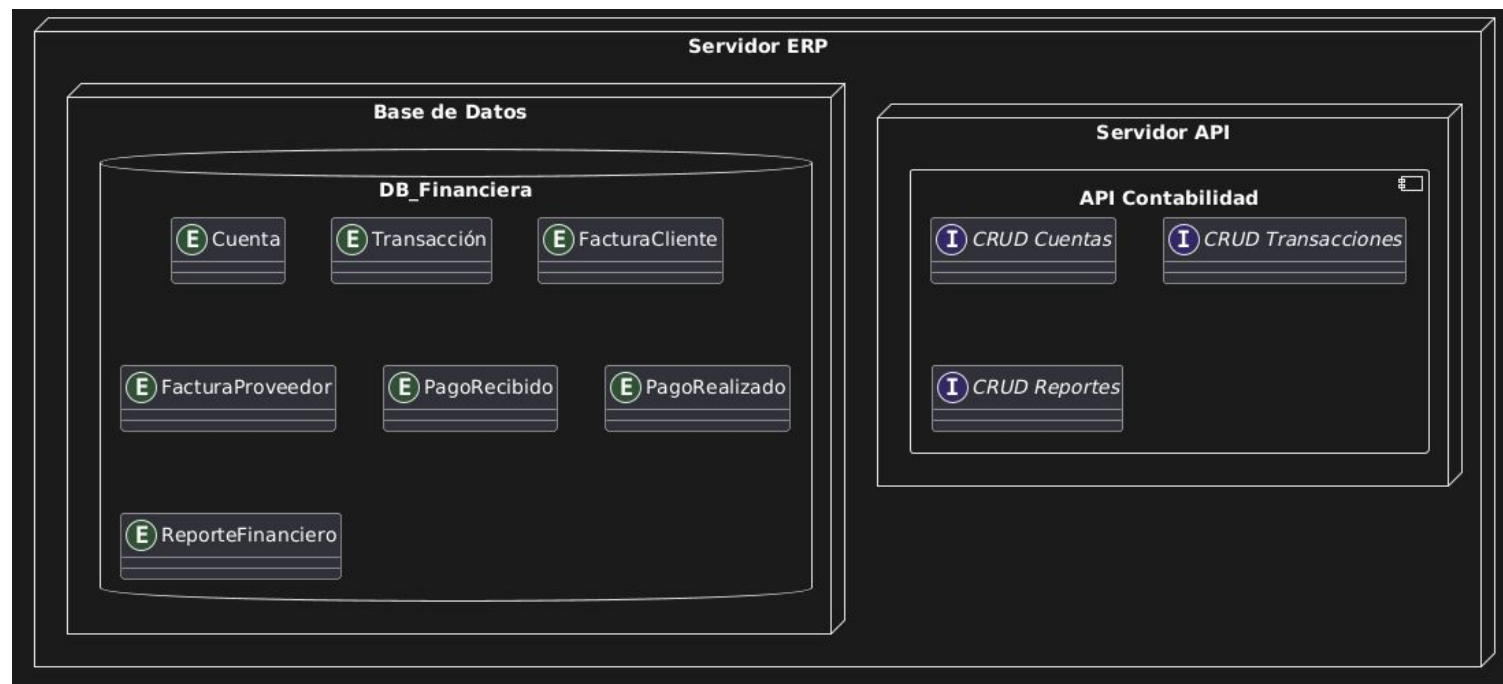 Servidor ERP
Base de Datos
DB_Financiera
E Cuenta
E Transacción
E FacturaCliente
E FacturaProveedor
E PagoRecibido
E PagoRealizado
E ReporteFinanciero
Servidor API
API Contabilidad
I CRUD Cuentas
I CRUD Transacciones
I CRUD Reportes